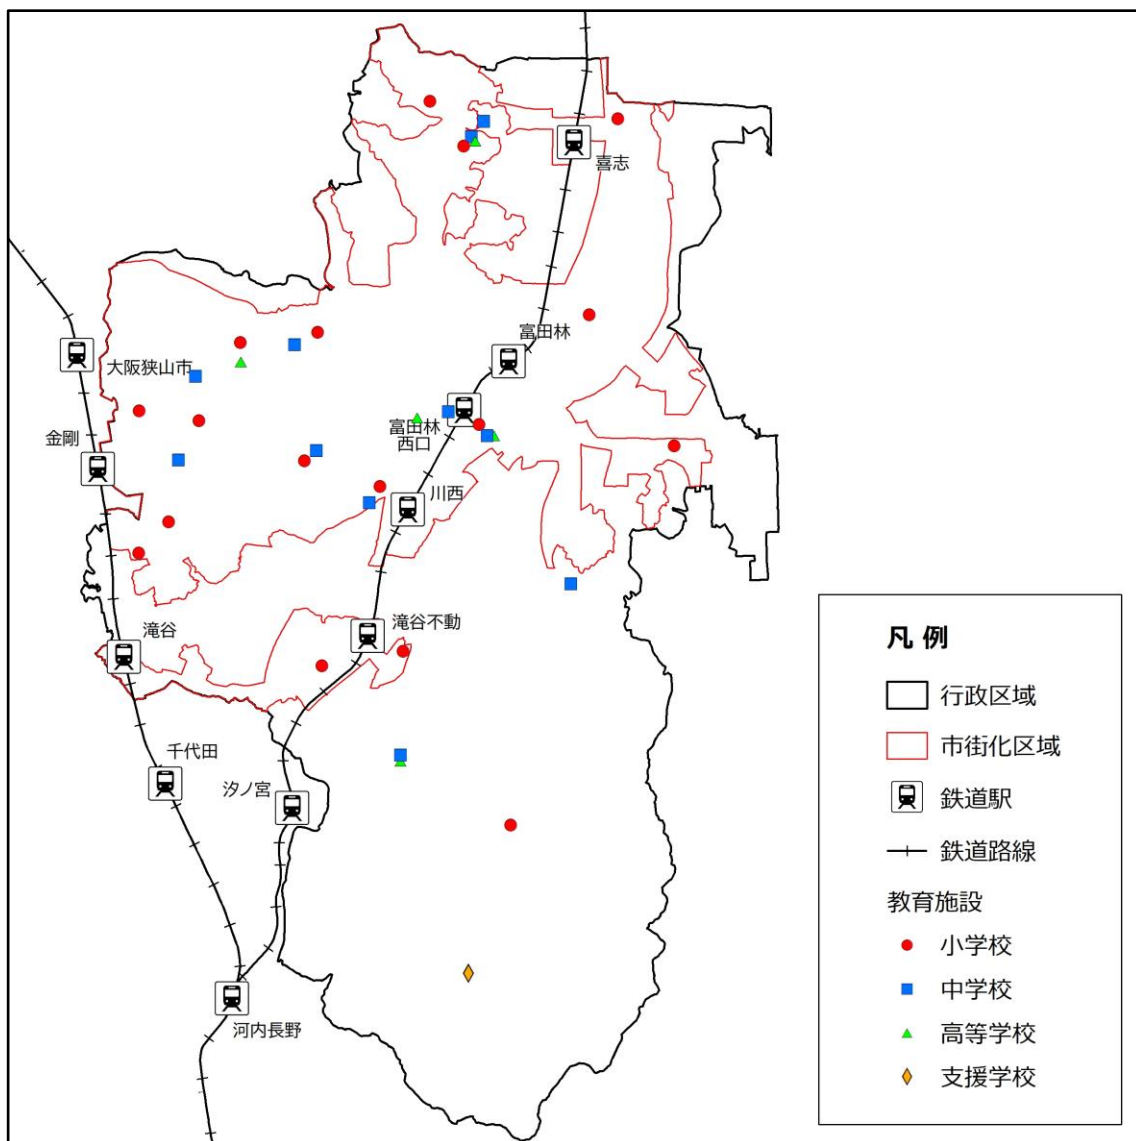 喜志
富田林
大阪狭山市
富田林
西口
金剛
川西
滝谷不動
滝谷
千代田
汐ノ宮
河内長野
凡 例
行政区域
市街化区域
鉄道駅
鉄道路線
教育施設
小学校
中学校
高等学校
支援学校